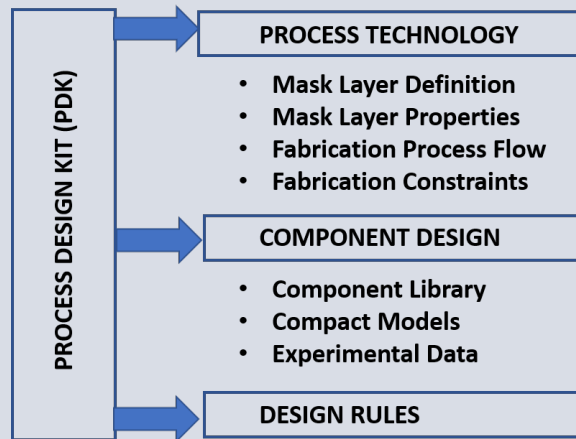 PROCESS DESIGN KIT (PDK)
PROCESS TECHNOLOGY
• Mask Layer Definition
• Mask Layer Properties
• Fabrication Process Flow
• Fabrication Constraints
COMPONENT DESIGN
• Component Library
• Compact Models
• Experimental Data
DESIGN RULES